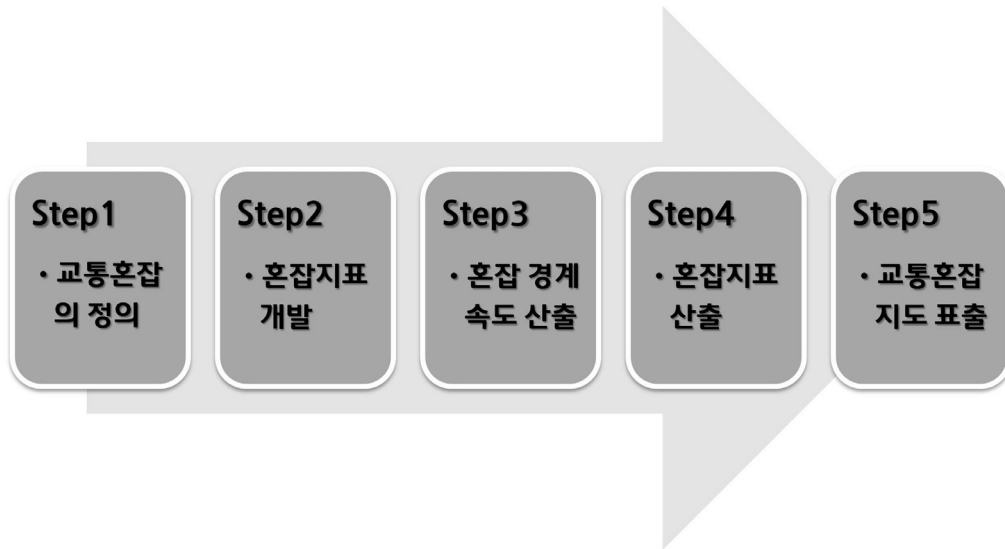 Step1
· 교통혼잡
의 정의
Step2
· 혼잡지표
개발
Step3
· 혼잡 경계
속도 산출
Step4
· 혼잡지표
산출
Step5
· 교통혼잡
지도 표출